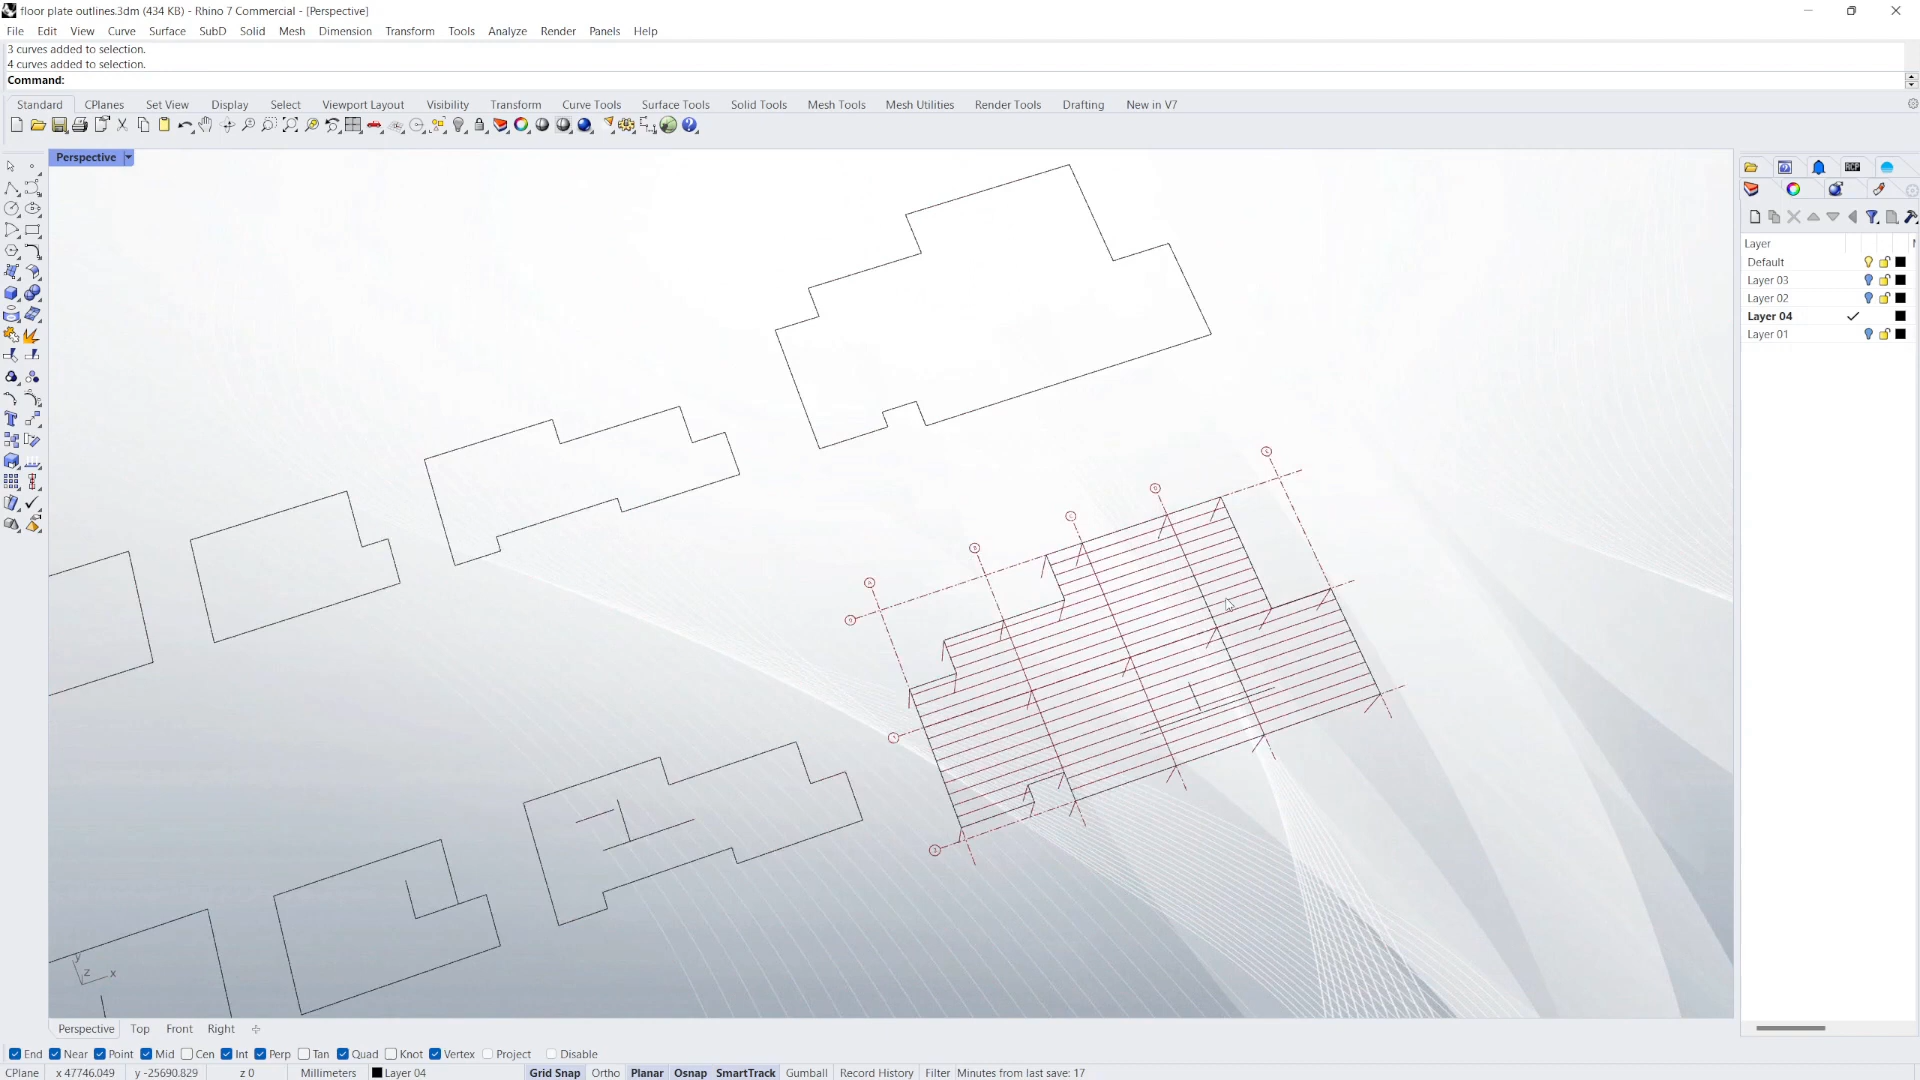 floor plate outlines.3dm (434 KB) - Rhino 7 Commercial - [Perspective]
File Edit View Curve Surface SubD Solid Mesh Dimension Transform Tools Analyze Render Panels Help
3 curves added to selection.
4 curves added to selection.
Command:
Standard CPlanes Set View Display Select Viewport Layout Visibility Transform Curve Tools Surface Tools Solid Tools Mesh Tools Mesh Utilities Render Tools Drafting New in V7
Perspective
Layer
Default
Layer 03
Layer 02
Layer 04
Layer 01
y
z x
Perspective Top Front Right
End Near Point Mid Cen Int Perp Tan Quad Knot Vertex Project Disable
CPlane x 47746.049 y -25690.829 z 0 Millimeters Layer 04 Grid Snap Ortho Planar Osnap SmartTrack Gumball Record History Filter Minutes from last save: 17